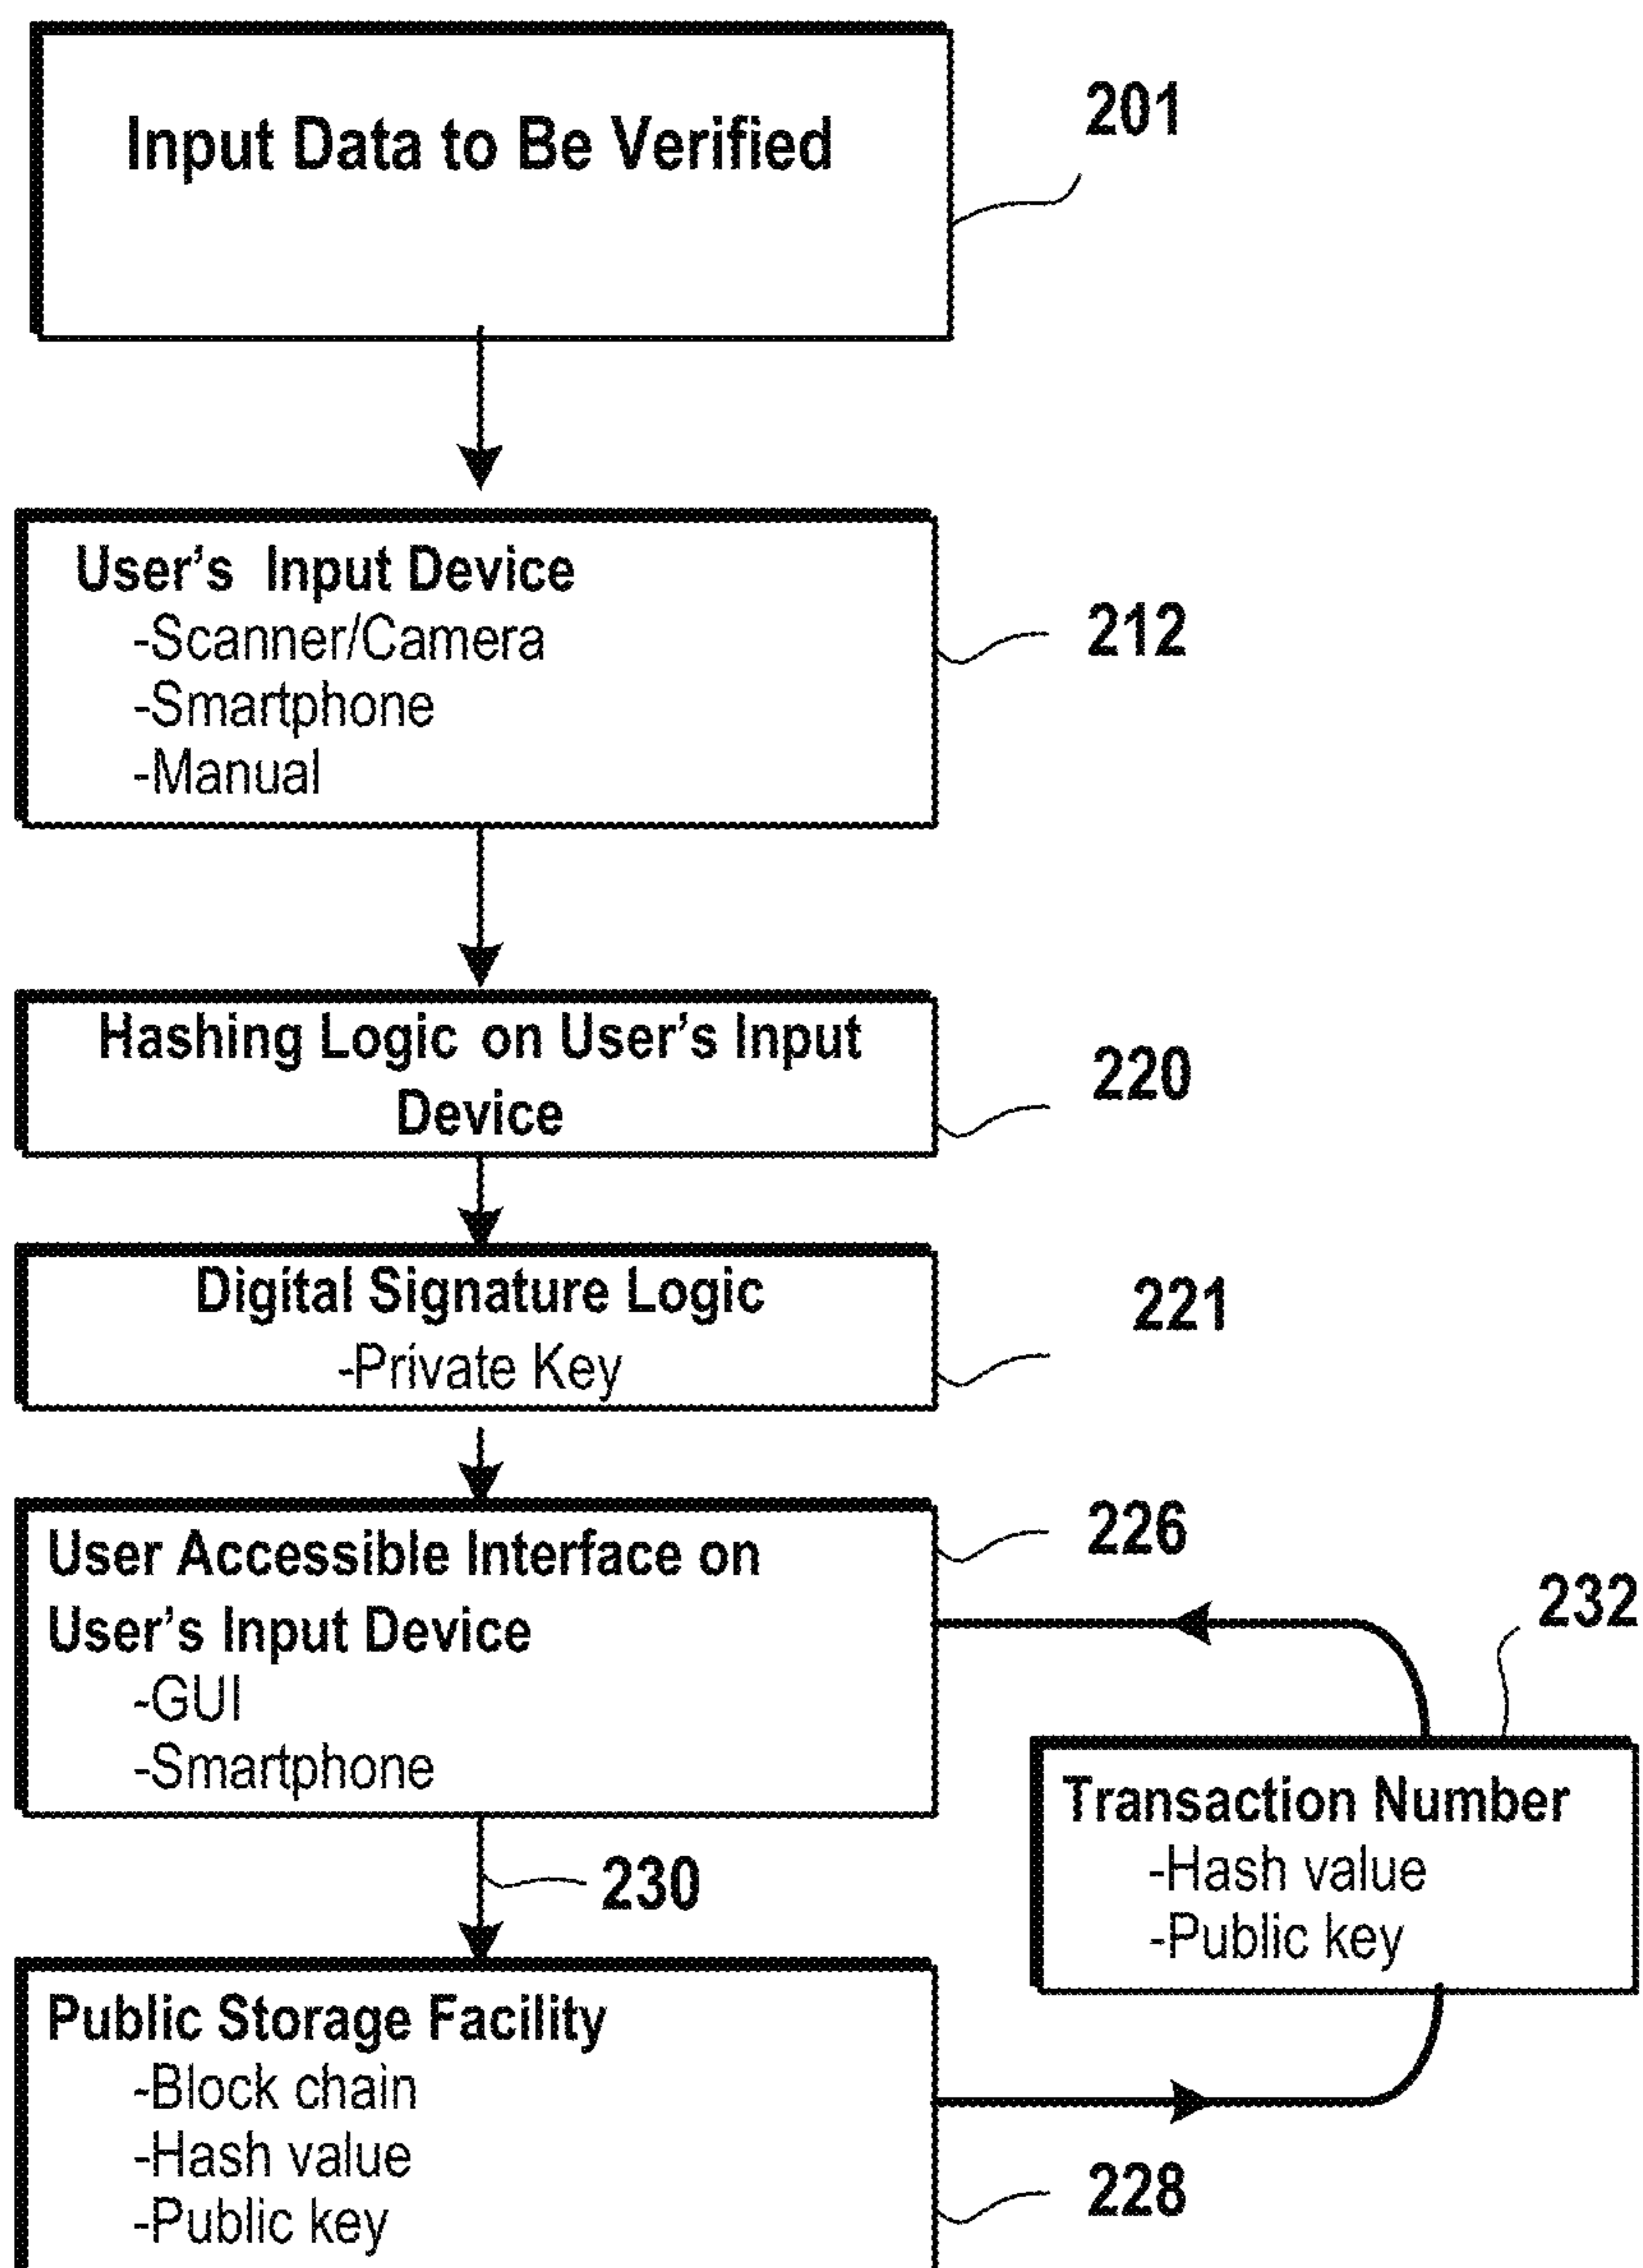 Input Data to Be Verified
201
User's Input Device
-Scanner/Camera
-Smartphone
-Manual
212
Hashing Logic on User's Input
Device
220
Digital Signature Logic
-Private Key
221
User Accessible Interface on
User's Input Device
-GUI
-Smartphone
226
232
Transaction Number
-Hash value
-Public key
230
Public Storage Facility
-Block chain
-Hash value
-Public key
228